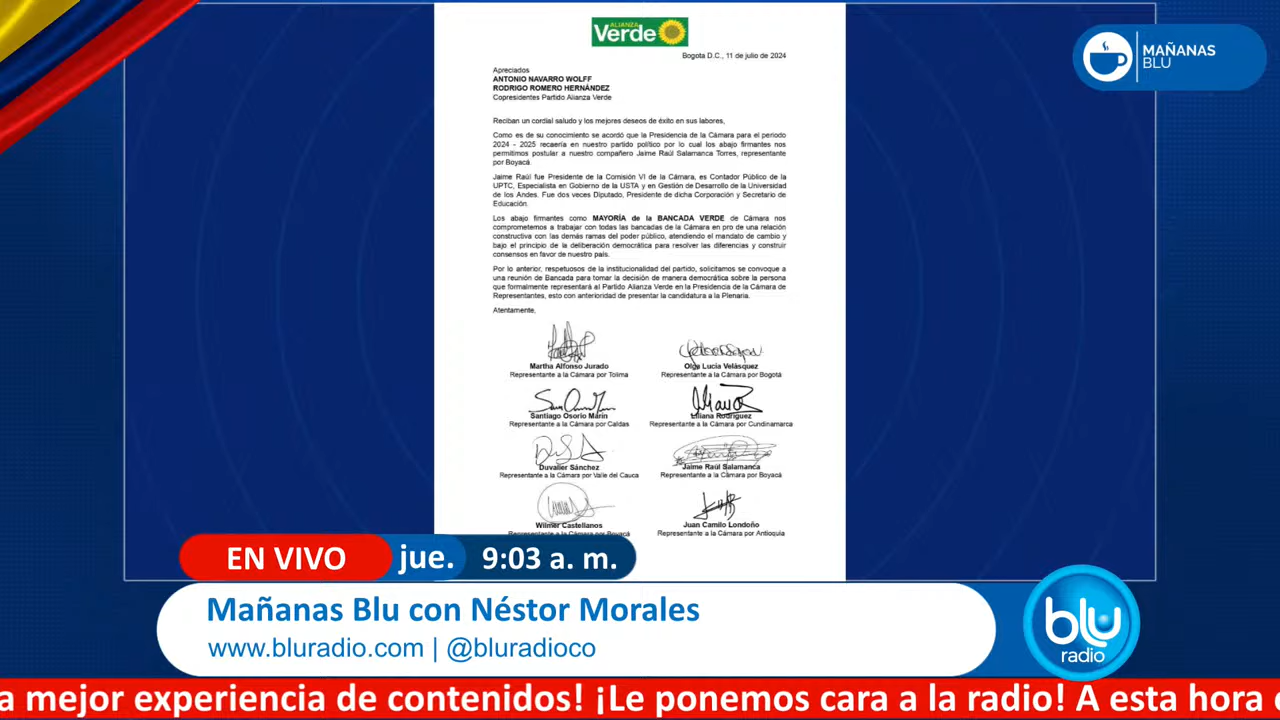 ALIANZA
Verde
MAÑANAS
BLU
Bogota D.C., 11 de julio de 2024
Apreciados
ANTONIO NAVARRO WOLFF
RODRIGO ROMERO HERNÁNDEZ
Copresidentes Partido Alianza Verde
Reciban un cordial saludo y los mejores deseos de éxito en sus labores,
Como es de su conocimiento se acordó que la Presidencia de la Cámara para el periodo
2024 - 2025 recaería en nuestro partido político por lo cual los abajo firmantes nos
permitimos postular a nuestro compañero Jaime Raúl Salamanca Torres, representante
por Boyacá.
Jaime Raúl fue Presidente de la Comisión VI de la Cámara, es Contador Público de la
UPTC, Especialista en Gobierno de la USTA y en Gestión de Desarrollo de la Universidad
de los Andes. Fue dos veces Diputado, Presidente de dicha Corporación y Secretario de
Educación.
Los abajo firmantes como MAYORÍA de la BANCADA VERDE de Cámara nos
comprometemos a trabajar con todas las bancadas de la Cámara en pro de una relación
constructiva con las demás ramas del poder público, atendiendo el mandato de cambio y
bajo el principio de la deliberación democrática para resolver las diferencias y construir
consensos en favor de nuestro país.
Por lo anterior, respetuosos de la institucionalidad del partido, solicitamos se convoque a
una reunión de Bancada para tomar la decisión de manera democrática sobre la persona
que formalmente representará al Partido Alianza Verde en la Presidencia de la Cámara de
Representantes, esto con anterioridad de presentar la candidatura a la Plenaria.
Atentamente,
Martha Alfonso Jurado
Representante a la Cámara por Tolima
Olga Lucía Velásquez
Representante a la Cámara por Bogotá
Santiago Osorio Marín
Representante a la Cámara por Caldas
Liliana Rodríguez
Representante a la Cámara por Cundinamarca
Duvalier Sánchez
Representante a la Cámara por Valle del Cauca
Jaime Raúl Salamanca
Representante a la Cámara por Boyacá
Wilmer Castellanos
Representante a la Cámara por Boyacá
Juan Camilo Londoño
Representante a la Cámara por Antioquia
EN VIVO jue. 9:03 a. m.
Mañanas Blu con Néstor Morales
www.bluradio.com | @bluradioco
blu
radio
a mejor experiencia de contenidos! ¡Le ponemos cara a la radio! A esta hora